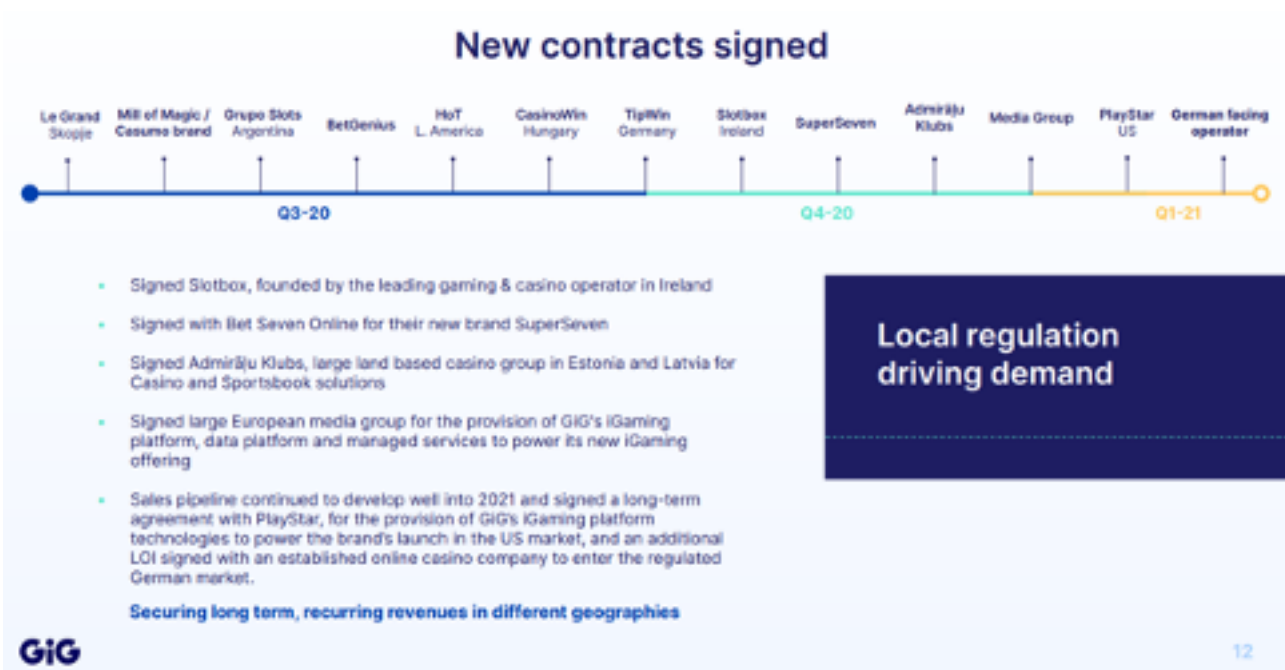 New contracts signed
Le Grand
Skopje
Mill of Magic /
Casumo brand
Grupo Slots
Argentina
BetGenius
HoT
L. America
CasinoWin
Hungary
TipWin
Germany
Slotbox
Ireland
SuperSeven
Admirāļu
Klubs
Media Group
PlayStar
US
German facing
operator
Q3-20
Q4-20
Q1-21
Signed Slotbox, founded by the leading gaming & casino operator in Ireland
Signed with Bet Seven Online for their new brand SuperSeven
Signed Admirāļu Klubs, large land based casino group in Estonia and Latvia for
Casino and Sportsbook solutions
Signed large European media group for the provision of GiG's iGaming
platform, data platform and managed services to power its new iGaming
offering
Sales pipeline continued to develop well into 2021 and signed a long-term
agreement with PlayStar, for the provision of GiG's iGaming platform
technologies to power the brand's launch in the US market, and an additional
LOI signed with an established online casino company to enter the regulated
German market.
Securing long term, recurring revenues in different geographies
Local regulation
driving demand
GiG
12